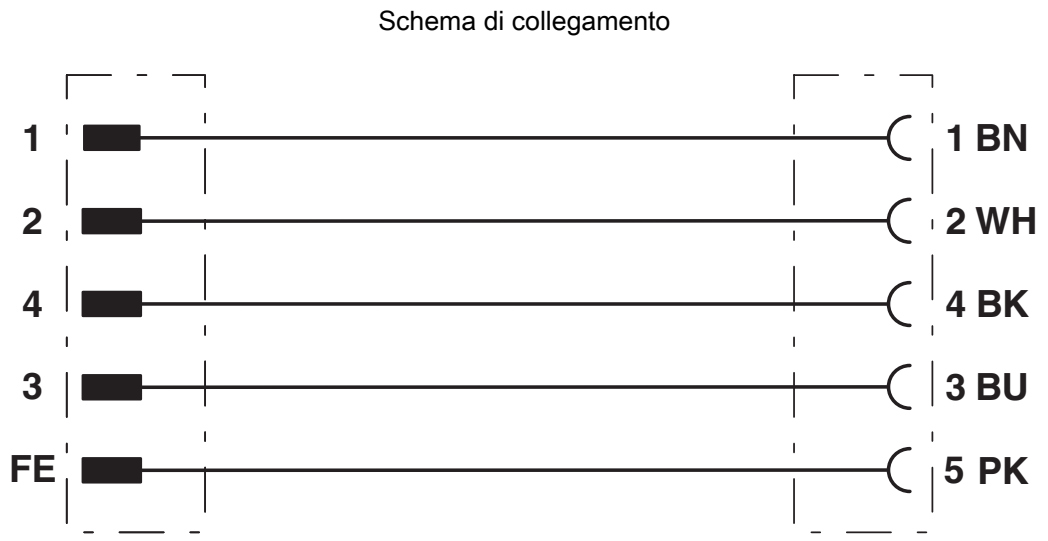 Schema di collegamento
1 1 BN
2 2 WH
4 4 BK
3 3 BU
FE 5 PK